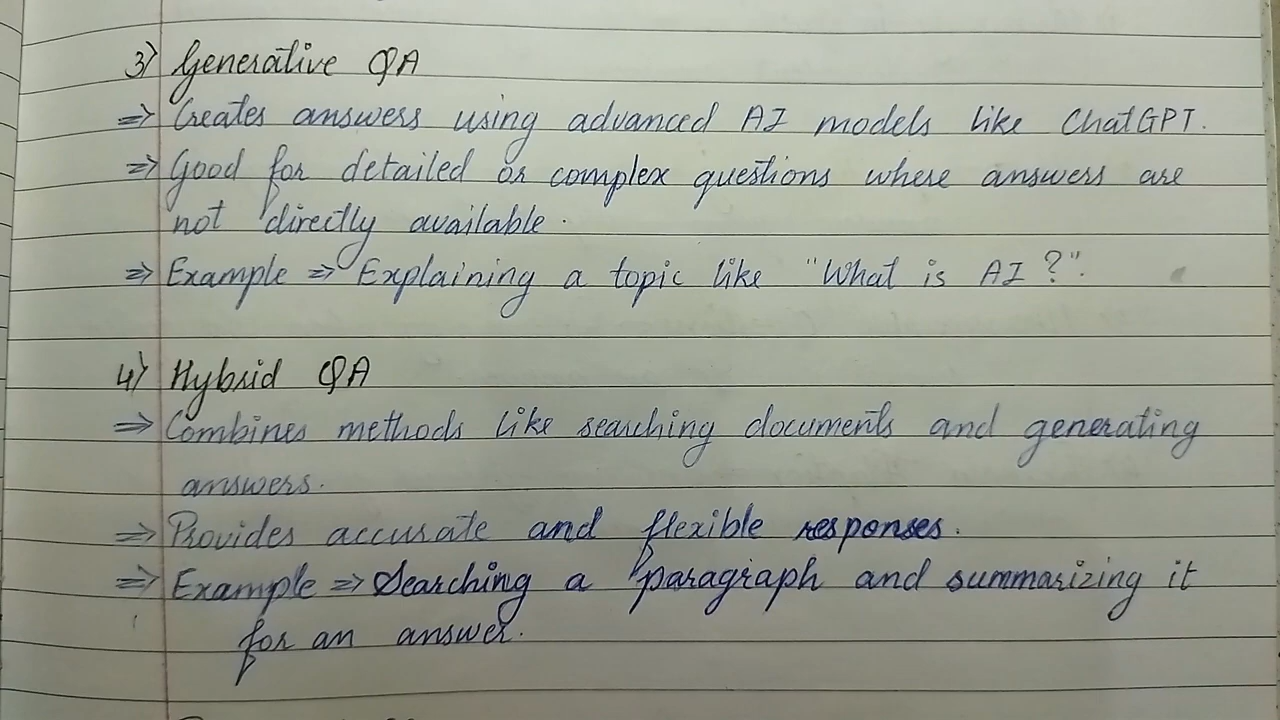 3) Generative QA
=> Creates answers using advanced AI models like ChatGPT.
=> Good for detailed or complex questions where answers are
not directly available.
=> Example => Explaining a topic like "What is AI?".
4) Hybrid QA
=> Combines methods like searching documents and generating
answers.
=> Provides accurate and flexible responses.
=> Example => Searching a paragraph and summarizing it
for an answer.